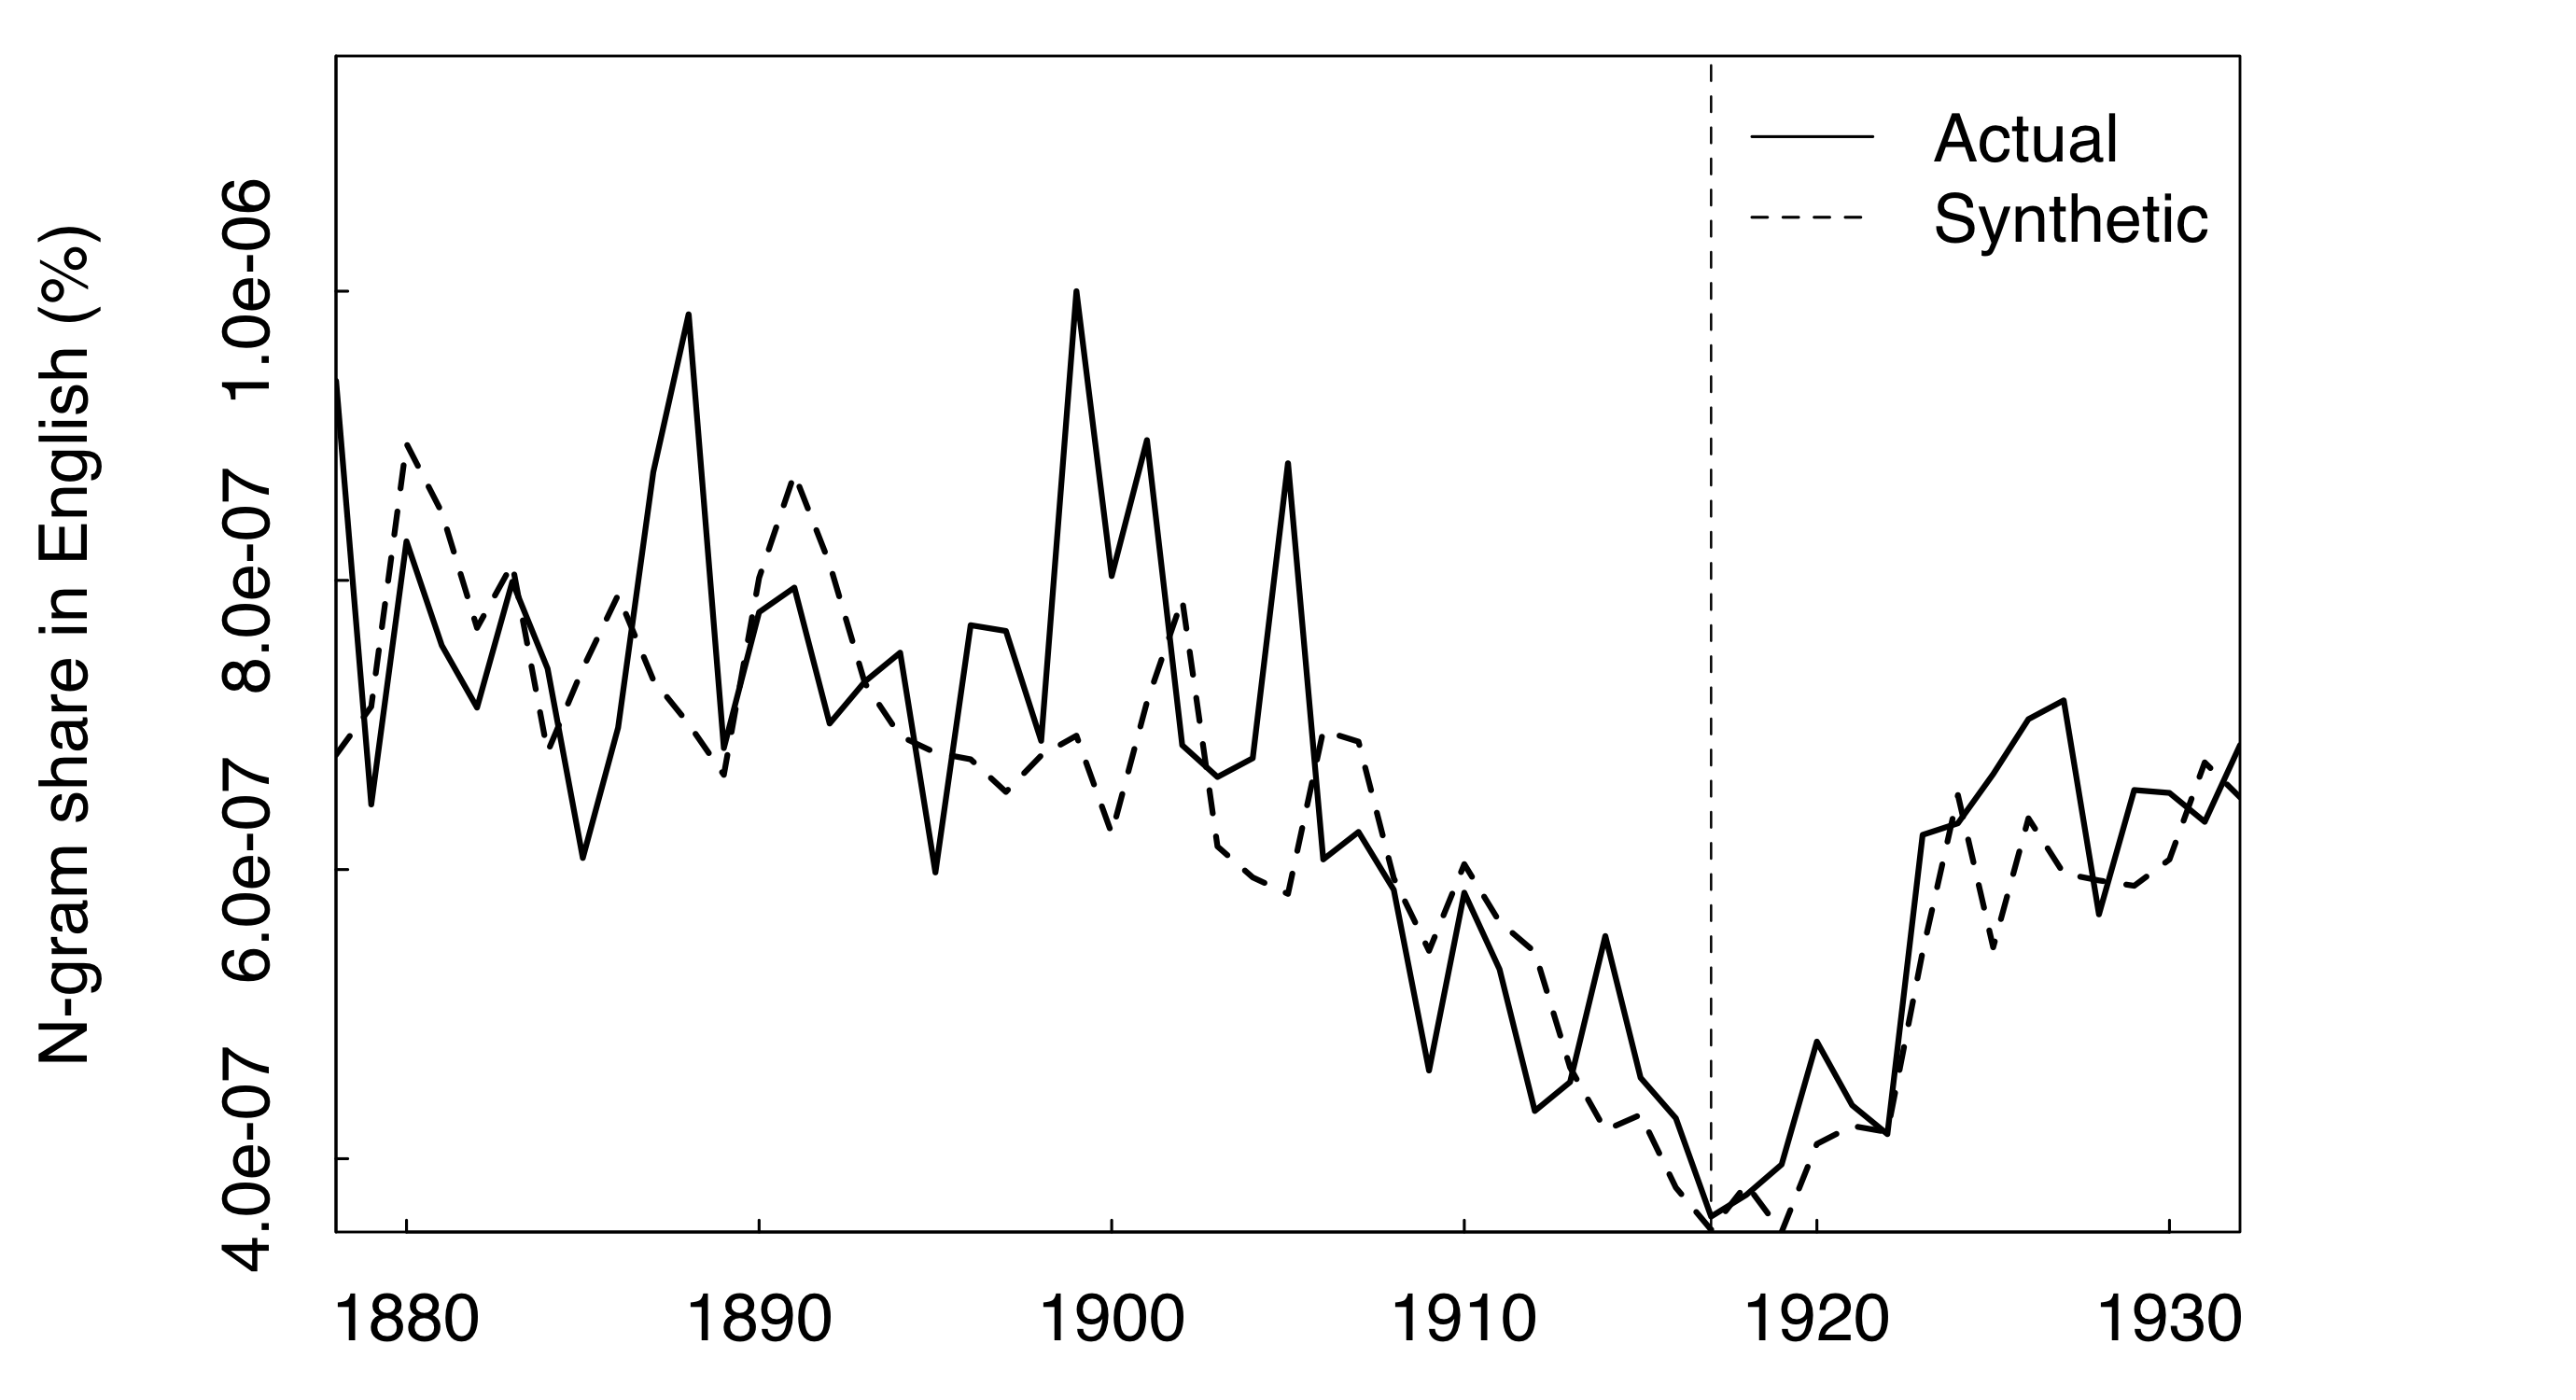 N-gram share in English (%)
1.0e-06
8.0e-07
6.0e-07
4.0e-07
Actual
Synthetic
1880 1890 1900 1910 1920 1930